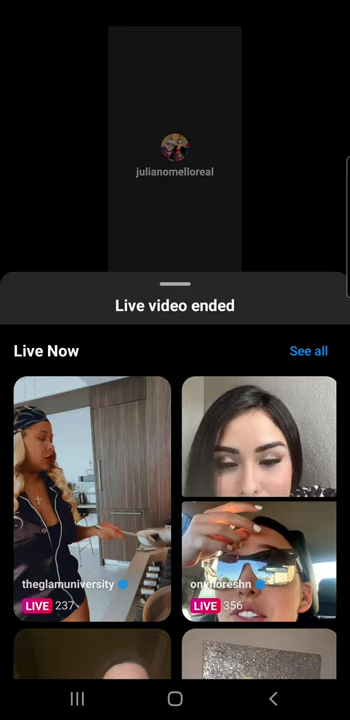 julianomelloreal
Live video ended
Live Now
See all
theglamuniversity
LIVE 237
LIVE 356